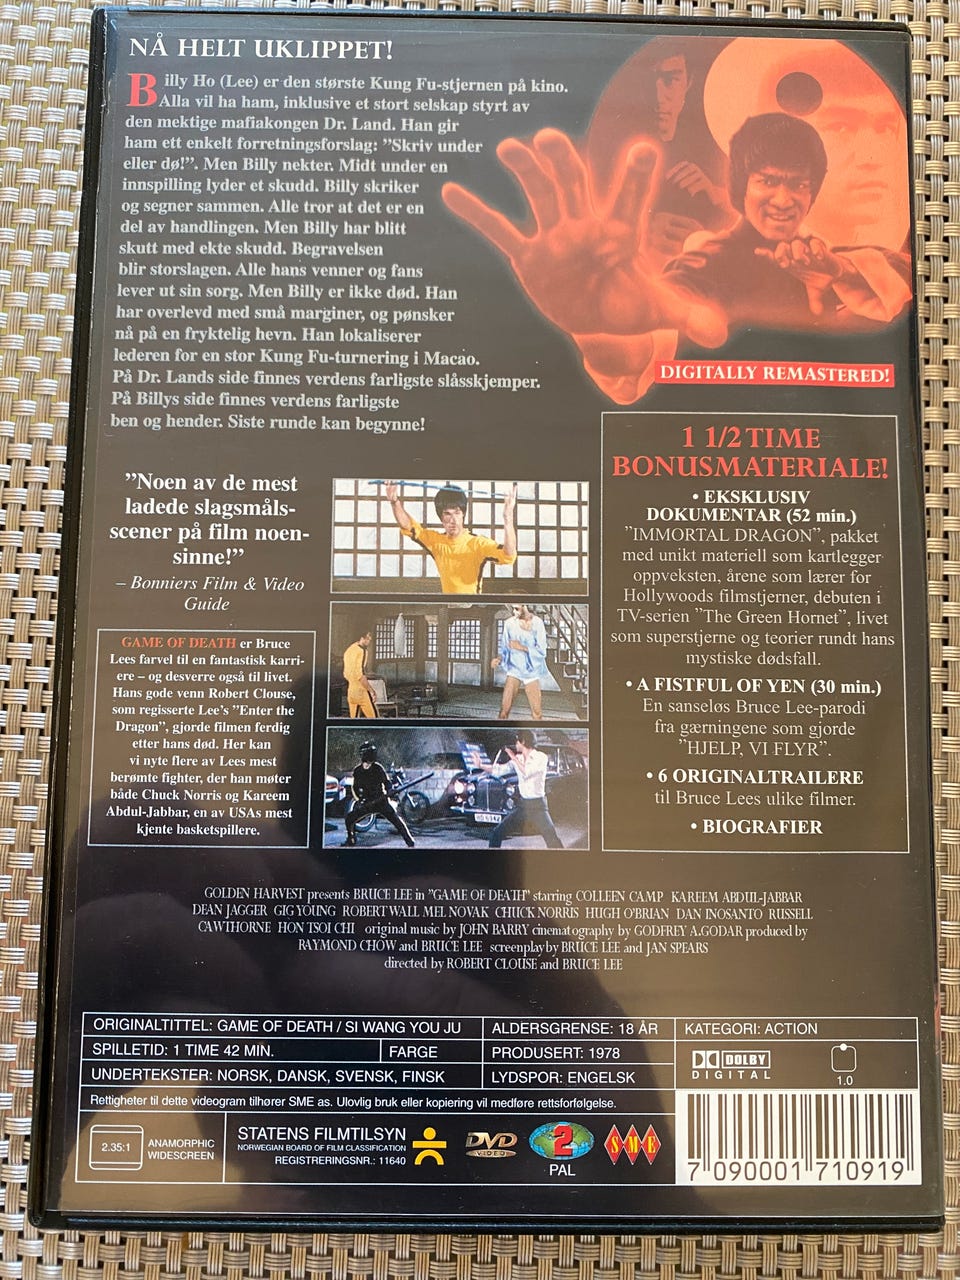 NÅ HELT UKLIPPET!
Billy Ho (Lee) er den største Kung Fu-stjernen på kino.
Alla vil ha ham, inklusive et stort selskap styrt av
den mektige mafiakongen Dr. Land. Han gir
ham ett enkelt forretningsforslag: ”Skriv under
eller dø!”. Men Billy nekter. Midt under en
innspilling lyder et skudd. Billy skriker
og segner sammen. Alle tror at det er en
del av handlingen. Men Billy har blitt
skutt med ekte skudd. Begravelsen
blir storslagen. Alle hans venner og fans
lever ut sin sorg. Men Billy er ikke død. Han
har overlevd med små marginer, og pønsker
nå på en fryktelig hevn. Han lokaliserer
lederen for en stor Kung Fu-turnering i Macao.
På Dr. Lands side finnes verdens farligste slåsskjemper.
På Billys side finnes verdens farligste
ben og hender. Siste runde kan begynne!
DIGITALLY REMASTERED!
”Noen av de mest
ladede slagsmåls-
scener på film noen-
sinne!”
– Bonniers Film & Video
Guide
GAME OF DEATH er Bruce
Lees farvel til en fantastisk karri-
ere – og desverre også til livet.
Hans gode venn Robert Clouse,
som regisserte Lee's ”Enter the
Dragon”, gjorde filmen ferdig
etter hans død. Her kan
vi nyte flere av Lees mest
berømte fighter, der han møter
både Chuck Norris og Kareem
Abdul-Jabbar, en av USAs mest
kjente basketspillere.
1 1/2 TIME
BONUSMATERIALE!
• EKSKLUSIV
DOKUMENTAR (52 min.)
”IMMORTAL DRAGON”, pakket
med unikt materiell som kartlegger
oppveksten, årene som lærer for
Hollywoods filmstjerner, debuten i
TV-serien ”The Green Hornet”, livet
som superstjerne og teorier rundt hans
mystiske dødsfall.
• A FISTFUL OF YEN (30 min.)
En sanseløs Bruce Lee-parodi
fra gærningene som gjorde
”HJELP, VI FLYR”.
• 6 ORIGINALTRAILERE
til Bruce Lees ulike filmer.
• BIOGRAFIER
GOLDEN HARVEST presents BRUCE LEE in "GAME OF DEATH" starring COLLEEN CAMP KAREEM ABDUL-JABBAR
DEAN JAGGER GIG YOUNG ROBERT WALL MEL NOVAK CHUCK NORRIS HUGH O'BRIAN DAN INOSANTO RUSSELL
CAWTHORNE HON TSOI CHI original music by JOHN BARRY cinematography by GODFREY A.GODAR produced by
RAYMOND CHOW and BRUCE LEE screenplay by BRUCE LEE and JAN SPEARS
directed by ROBERT CLOUSE and BRUCE LEE
ORIGINALTITTEL: GAME OF DEATH / SI WANG YOU JU ALDERSGRENSE: 18 ÅR KATEGORI: ACTION
SPILLETID: 1 TIME 42 MIN. FARGE PRODUSERT: 1978
UNDERTEKSTER: NORSK, DANSK, SVENSK, FINSK LYDSPOR: ENGELSK
DOLBY
DIGITAL
1.0
Rettigheter til dette videogram tilhører SME as. Ulovlig bruk eller kopiering vil medføre rettsforfølgelse.
2.35:1
ANAMORPHIC
WIDESCREEN
STATENS FILMTILSYN
NORWEGIAN BOARD OF FILM CLASSIFICATION
REGISTRERINGSNR.: 11640
DVD
VIDEO
2
PAL
SME
7 090001 710919